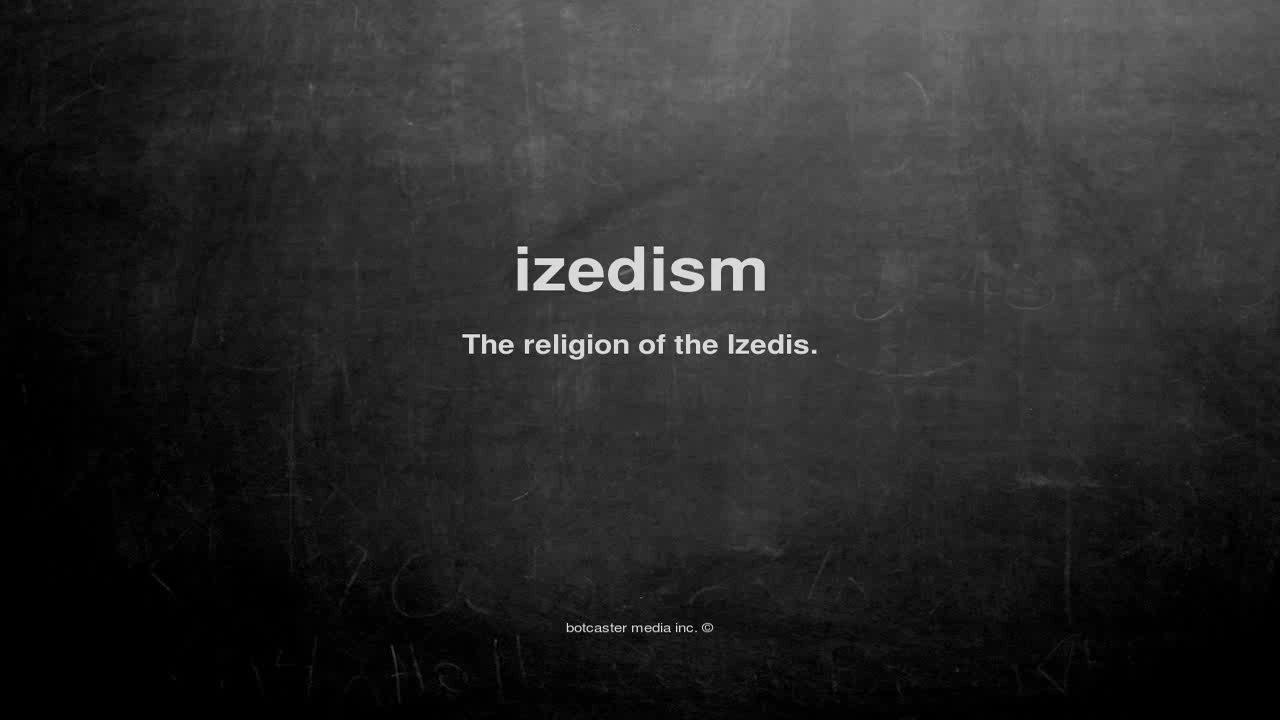 izedism
The religion of the Izedis.
botcaster media inc. ©